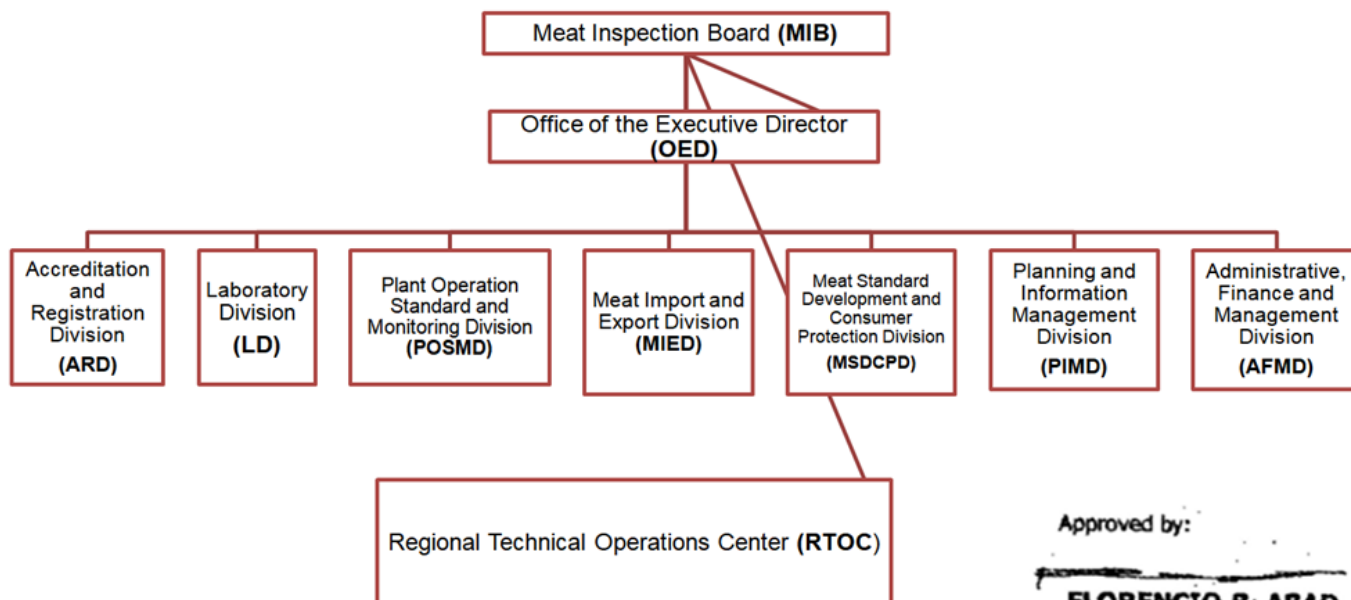 Meat Inspection Board (MIB)
Office of the Executive Director
(OED)
Accreditation
and
Registration
Division
(ARD)
Laboratory
Division
(LD)
Plant Operation
Standard and
Monitoring Division
(POSMD)
Meat Import and
Export Division
(MIED)
Meat Standard
Development and
Consumer
Protection Division
(MSDCPD)
Planning and
Information
Management
Division
(PIMD)
Administrative,
Finance and
Management
Division
(AFMD)
Regional Technical Operations Center (RTOC)
Approved by:
FLORENCIO B. ABAD